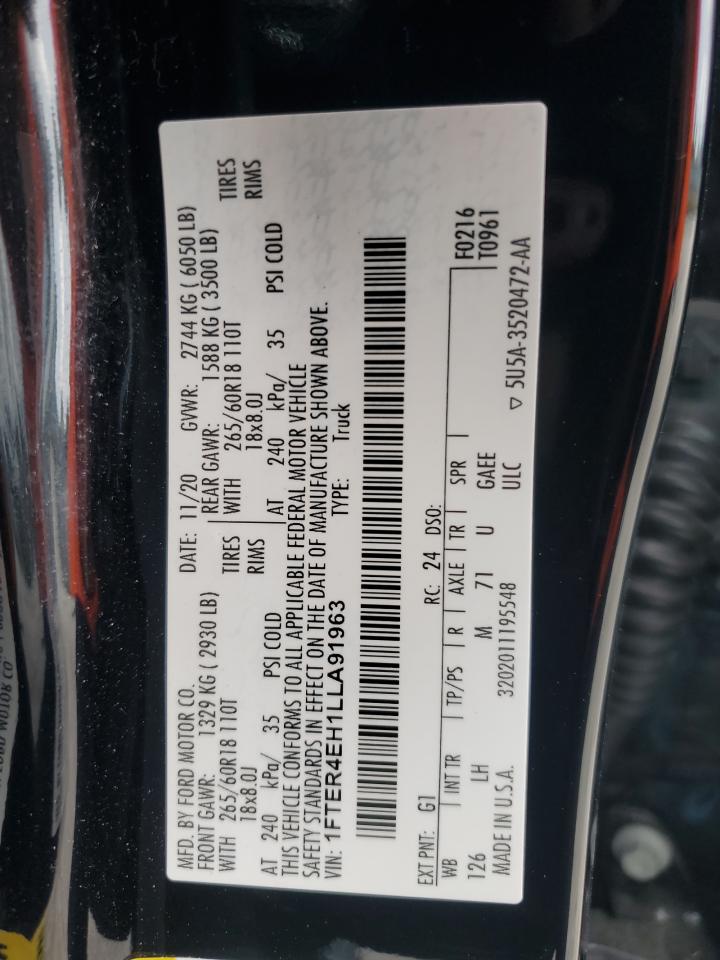 MFD. BY FORD MOTOR CO.
DATE: 11/20 GVWR: 2744 KG ( 6050 LB)
FRONT GAWR: 1329 KG ( 2930 LB)
REAR GAWR: 1588 KG ( 3500 LB)
WITH 265/60R18 110T TIRES
WITH 265/60R18 110T TIRES
18x8.0J RIMS
18x8.0J RIMS
AT 240 kPa/ 35 PSI COLD
AT 240 kPa/ 35 PSI COLD
THIS VEHICLE CONFORMS TO ALL APPLICABLE FEDERAL MOTOR VEHICLE
SAFETY STANDARDS IN EFFECT ON THE DATE OF MANUFACTURE SHOWN ABOVE.
VIN: 1FTER4EH1LLA91963 TYPE: Truck
EXT PNT: G1 RC: 24 DSO: F0216
WB INT TR TP/PS R AXLE TR SPR T0961
126 LH M 71 U GAEE
MADE IN U.S.A. 3202011195548 ULC
▽ 5U5A-3520472-AA